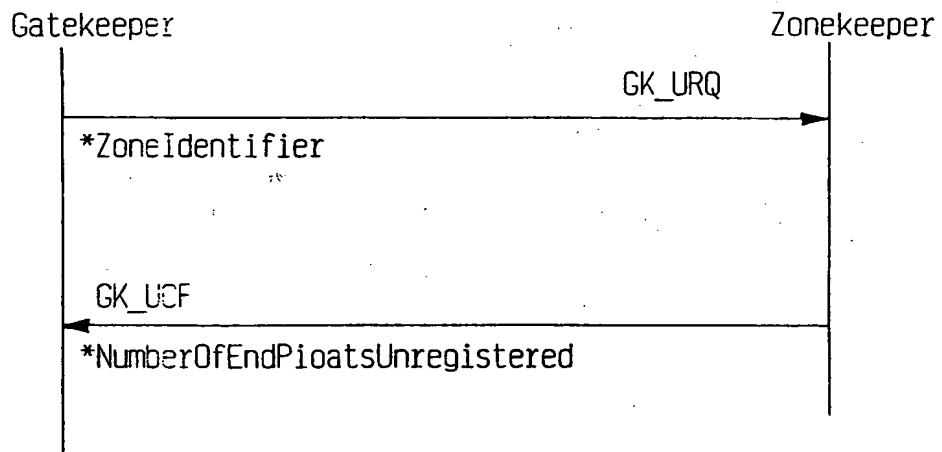 Gatekeeper
Zonekeeper
GK_URQ
*ZoneIdentifier
GK_UCF
*NumberOfEndPioatsUnregistered